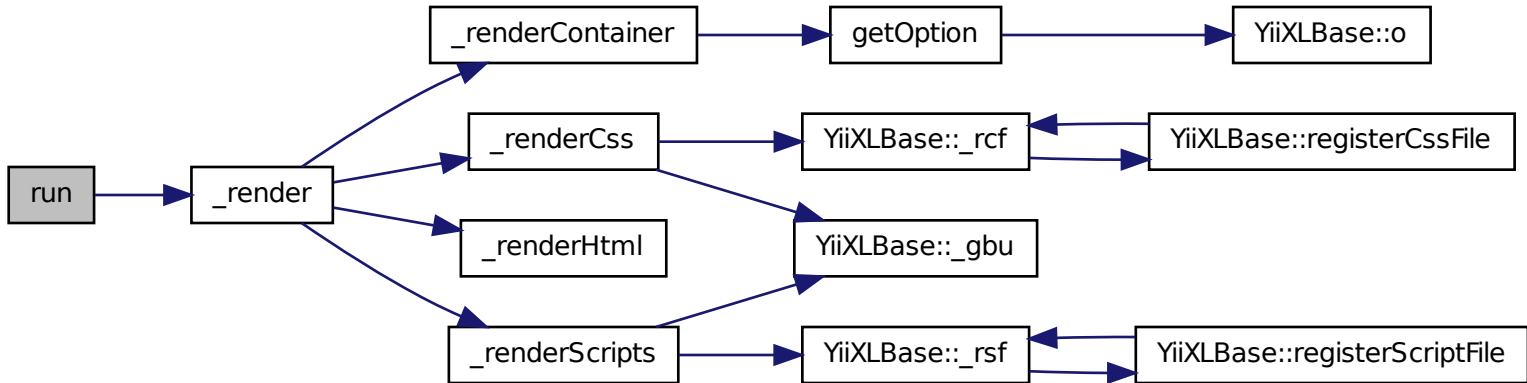 _renderContainer
getOption
YiiXLBase::o
_renderCss
YiiXLBase::_rcf
YiiXLBase::registerCssFile
run
_render
_renderHtml
YiiXLBase::_gbu
_renderScripts
YiiXLBase::_rsf
YiiXLBase::registerScriptFile